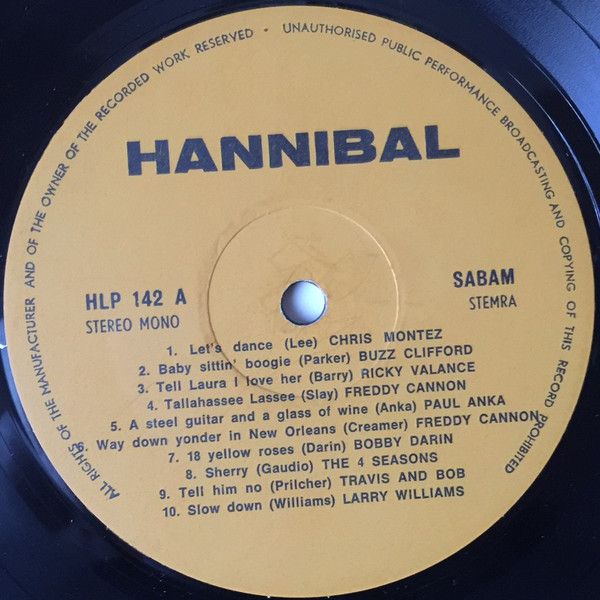 ALL RIGHTS OF THE MANUFACTURER AND OF THE OWNER OF THE RECORDED WORK RESERVED - UNAUTHORISED PUBLIC PERFORMANCE BROADCASTING AND COPYING OF THIS RECORD PROHIBITED
HANNIBAL
HLP 142 A
STEREO MONO
SABAM
STEMRA
1. Let's dance (Lee) CHRIS MONTEZ
2. Baby sittin' boogie (Parker) BUZZ CLIFFORD
3. Tell Laura I love her (Barry) RICKY VALANCE
4. Tallahassee Lassee (Slay) FREDDY CANNON
5. A steel guitar and a glass of wine (Anka) PAUL ANKA
6. Way down yonder in New Orleans (Creamer) FREDDY CANNON
7. 18 yellow roses (Darin) BOBBY DARIN
8. Sherry (Gaudio) THE 4 SEASONS
9. Tell him no (Prilcher) TRAVIS AND BOB
10. Slow down (Williams) LARRY WILLIAMS